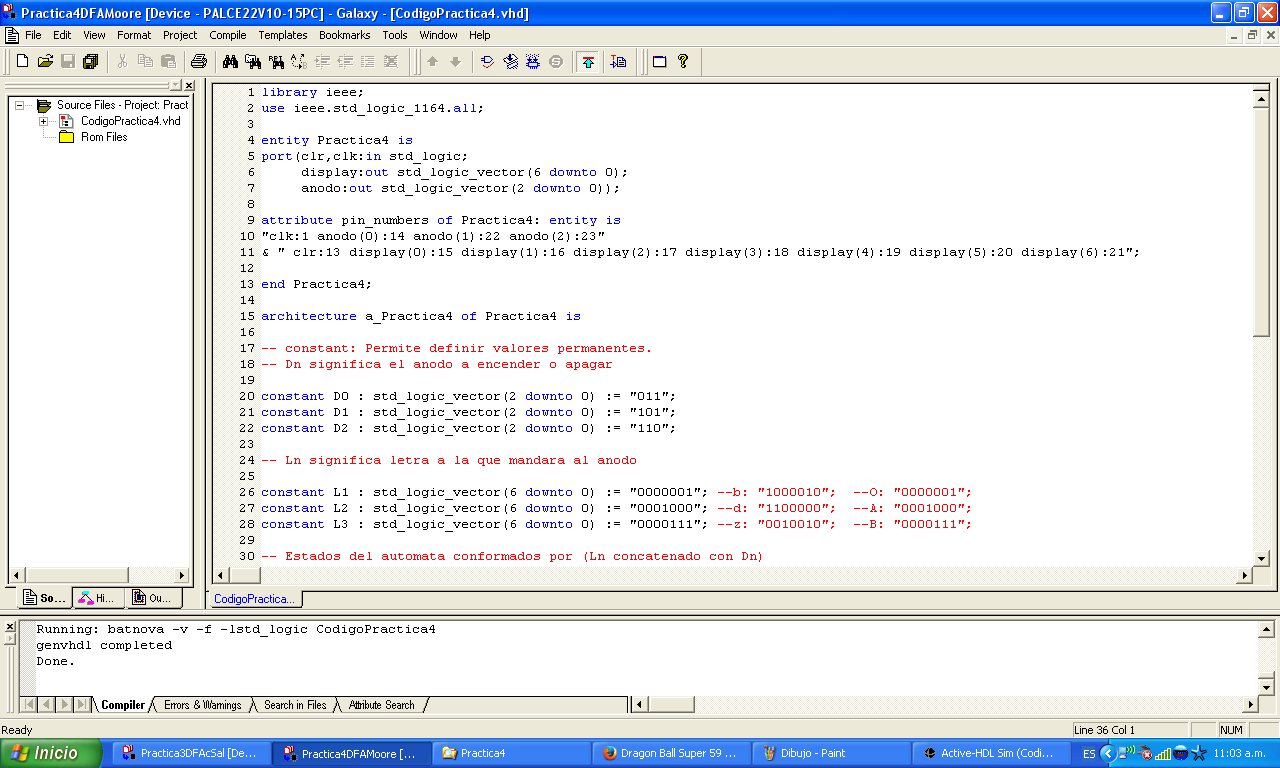 Practica4DFAMoore [Device - PALCE22V10-15PC] - Galaxy - [CodigoPractica4.vhd]
File Edit View Format Project Compile Templates Bookmarks Tools Window Help
Source Files - Project: Pract
CodigoPractica4.vhd
Rom Files
1 library ieee;
2 use ieee.std_logic_1164.all;
3
4 entity Practica4 is
5 port(clr,clk:in std_logic;
6 display:out std_logic_vector(6 downto 0);
7 anodo:out std_logic_vector(2 downto 0));
8
9 attribute pin_numbers of Practica4: entity is
10 "clk:1 anodo(0):14 anodo(1):22 anodo(2):23"
11 & " clr:13 display(0):15 display(1):16 display(2):17 display(3):18 display(4):19 display(5):20 display(6):21";
12
13 end Practica4;
14
15 architecture a_Practica4 of Practica4 is
16
17 -- constant: Permite definir valores permanentes.
18 -- Dn significa el anodo a encender o apagar
19
20 constant D0 : std_logic_vector(2 downto 0) := "011";
21 constant D1 : std_logic_vector(2 downto 0) := "101";
22 constant D2 : std_logic_vector(2 downto 0) := "110";
23
24 -- Ln significa letra a la que mandara al anodo
25
26 constant L1 : std_logic_vector(6 downto 0) := "0000001"; --b: "1000010"; --O: "0000001";
27 constant L2 : std_logic_vector(6 downto 0) := "0001000"; --d: "1100000"; --A: "0001000";
28 constant L3 : std_logic_vector(6 downto 0) := "0000111"; --z: "0010010"; --B: "0000111";
29
30 -- Estados del automata conformados por (Ln concatenado con Dn)
So... Hi... Ou...
CodigoPractica...
Running: batnova -v -f -lstd_logic CodigoPractica4
genvhdl completed
Done.
Compiler Errors & Warnings Search in Files Attribute Search
Ready
Line 36 Col 1
NUM
Inicio
Practica3DFAcSal [De...
Practica4DFAMoore [...
Practica4
Dragon Ball Super 59 ...
Dibujo - Paint
Active-HDL Sim (Codi...
ES
11:03 a.m.